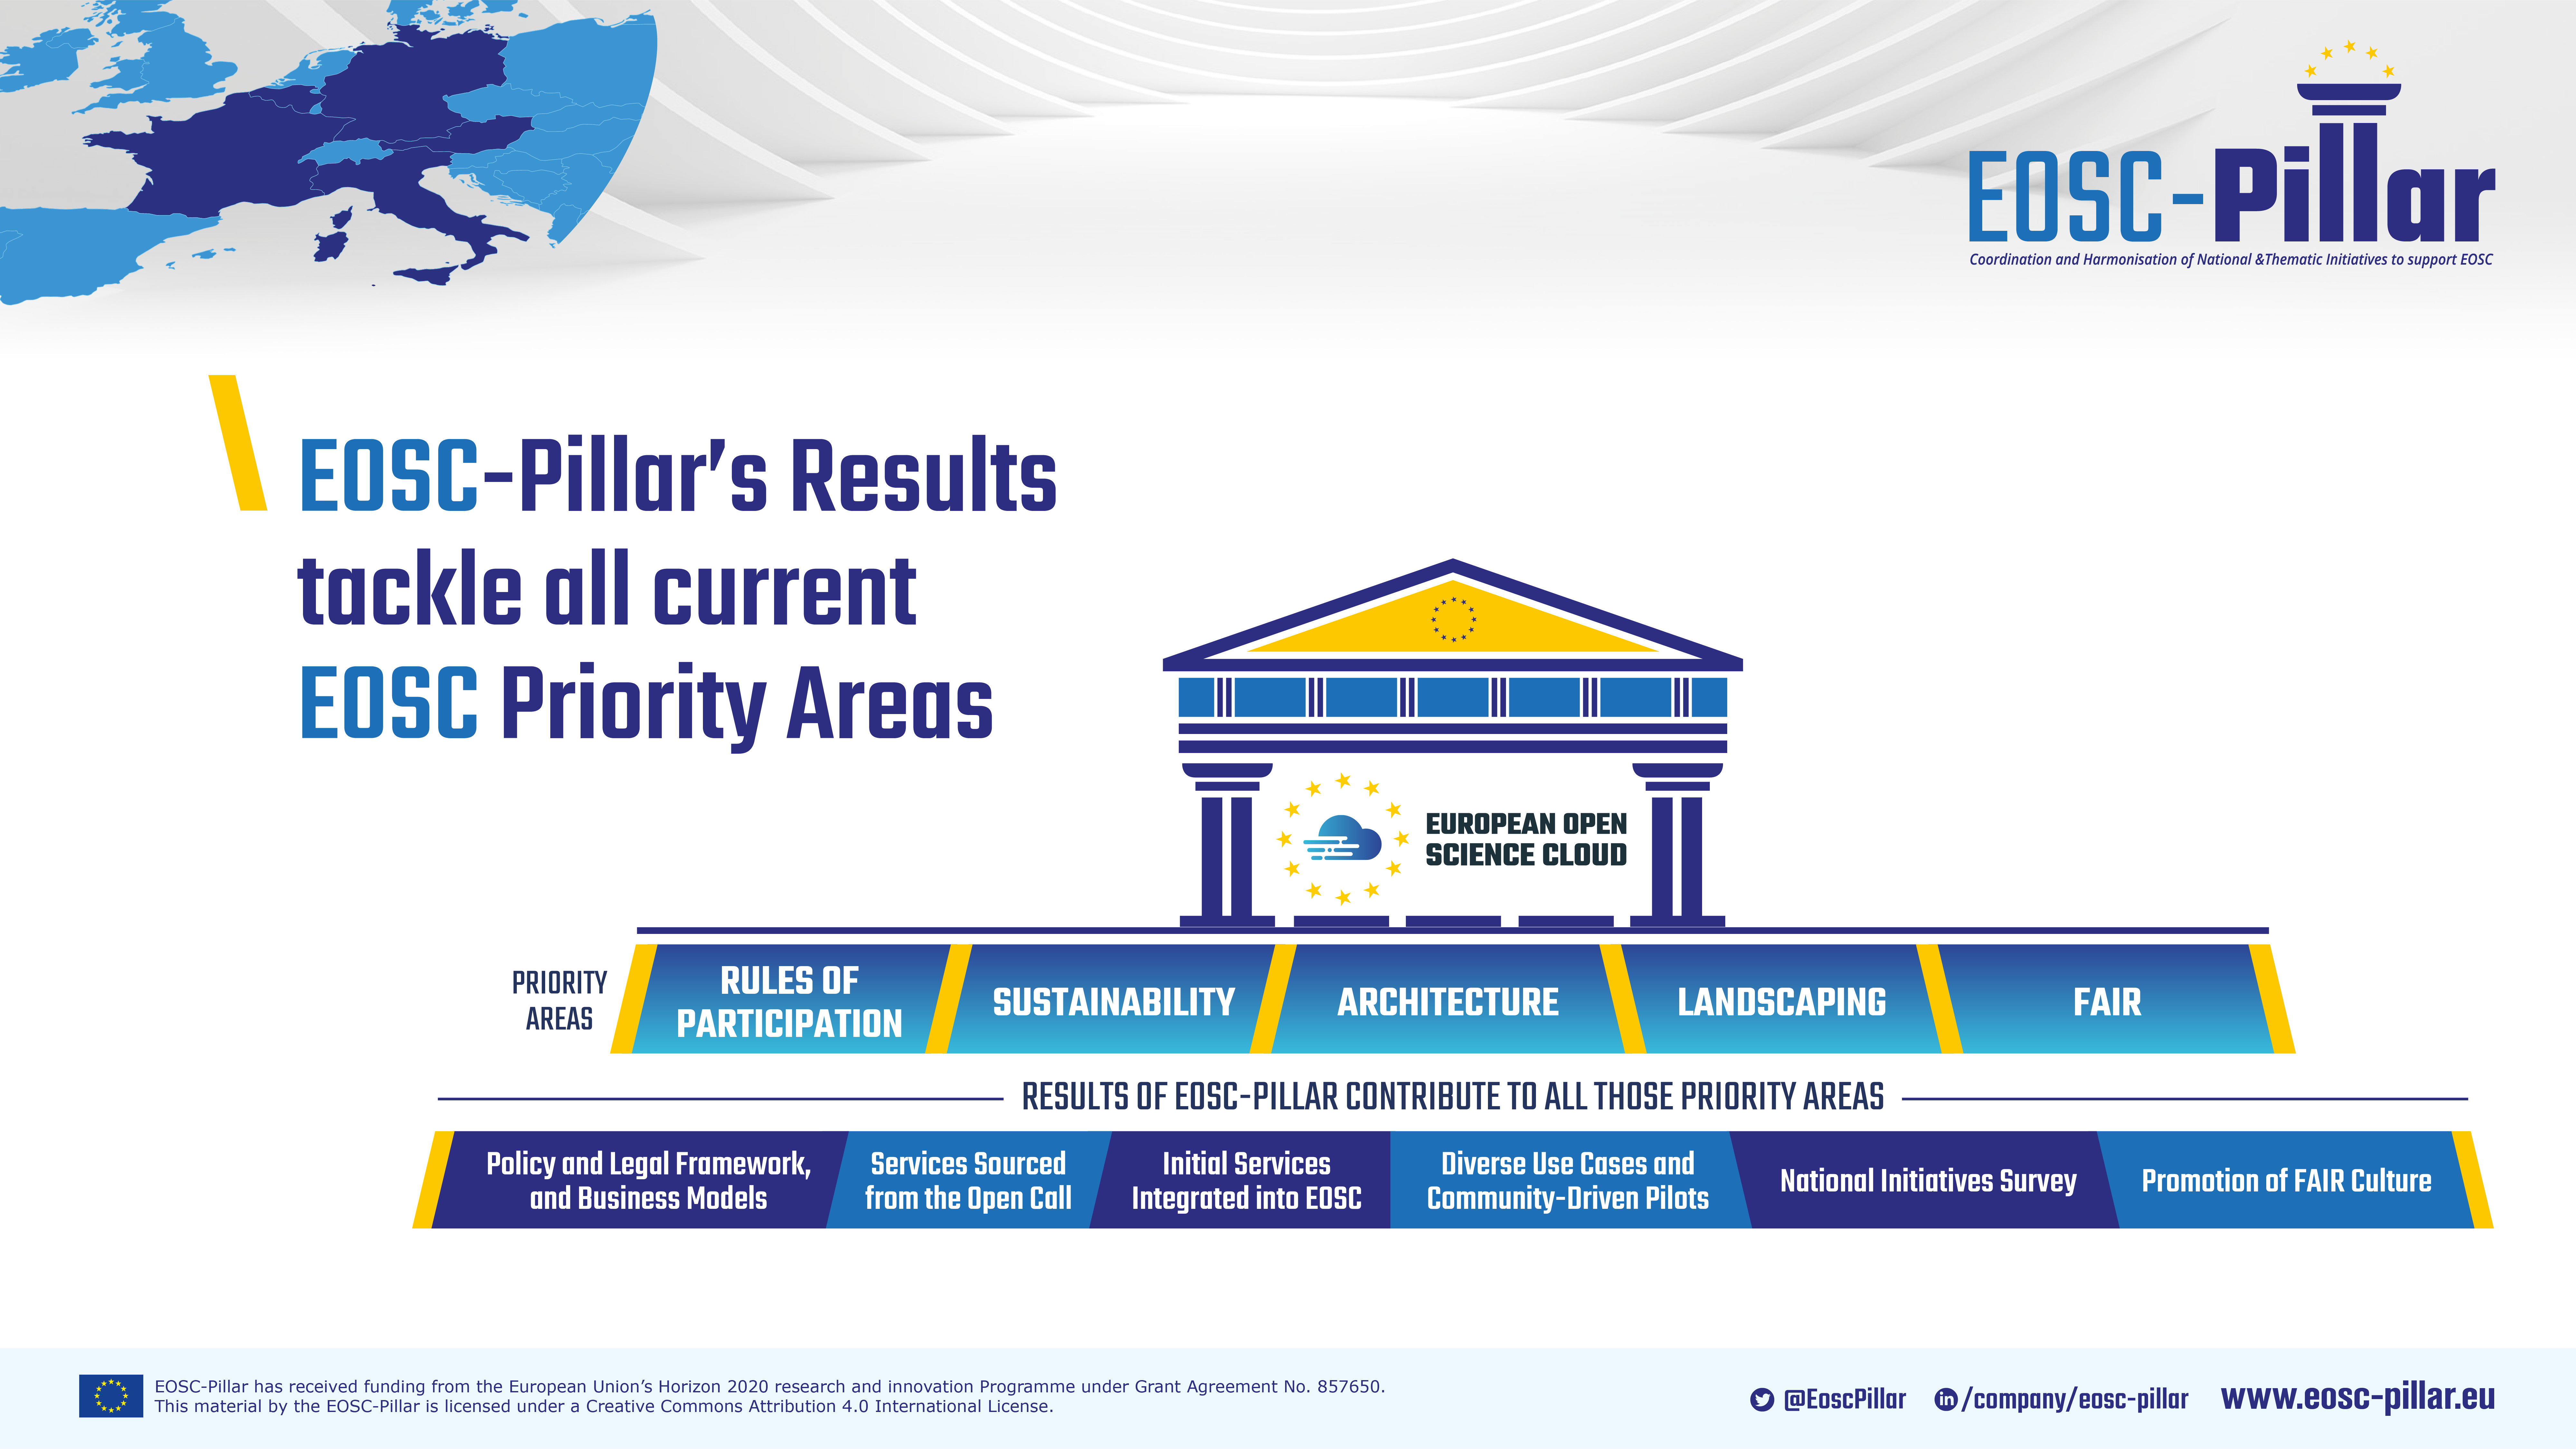 EOSC-Pillar
Coordination and Harmonisation of National &Thematic Initiatives to support EOSC
EOSC-Pillar's Results
tackle all current
EOSC Priority Areas
EUROPEAN OPEN
SCIENCE CLOUD
PRIORITY
AREAS
RULES OF
PARTICIPATION
SUSTAINABILITY
ARCHITECTURE
LANDSCAPING
FAIR
RESULTS OF EOSC-PILLAR CONTRIBUTE TO ALL THOSE PRIORITY AREAS
Policy and Legal Framework,
and Business Models
Services Sourced
from the Open Call
Initial Services
Integrated into EOSC
Diverse Use Cases and
Community-Driven Pilots
National Initiatives Survey
Promotion of FAIR Culture
EOSC-Pillar has received funding from the European Union's Horizon 2020 research and innovation Programme under Grant Agreement No. 857650.
This material by the EOSC-Pillar is licensed under a Creative Commons Attribution 4.0 International License.
@EoscPillar
in /company/eosc-pillar
www.eosc-pillar.eu